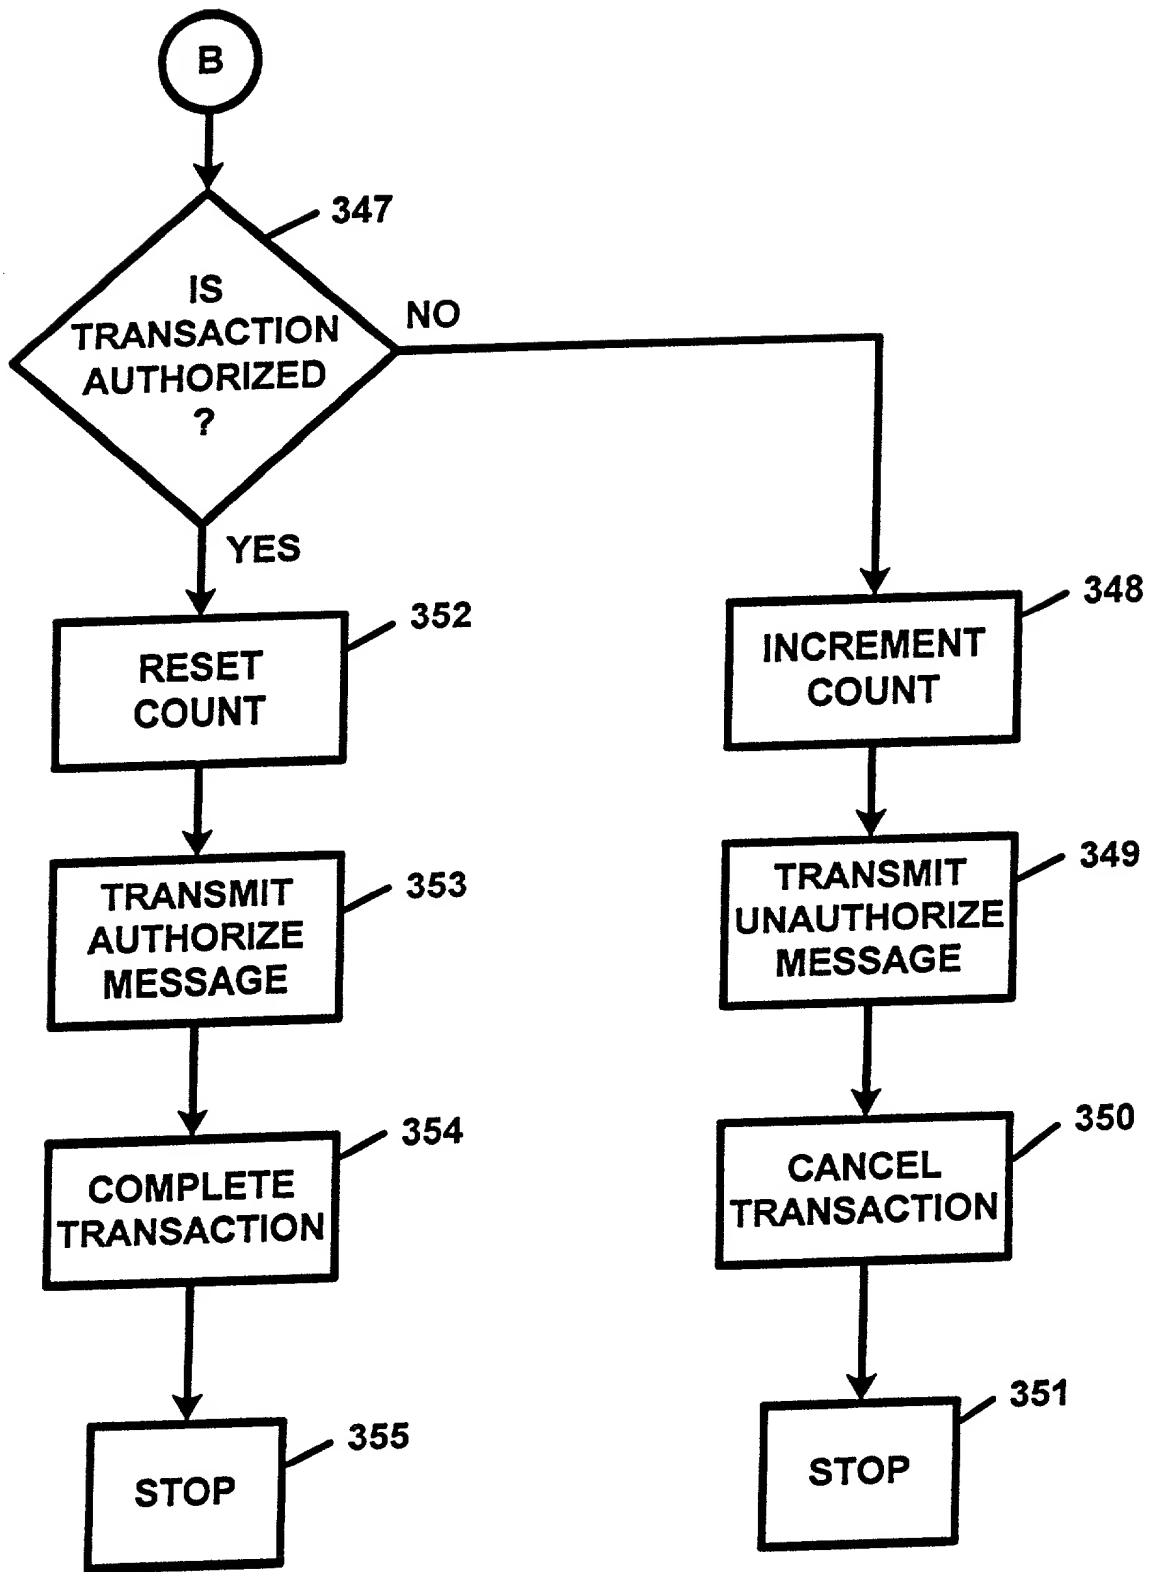 B
347
IS
TRANSACTION
AUTHORIZED
?
NO
YES
352
RESET
COUNT
353
TRANSMIT
AUTHORIZE
MESSAGE
354
COMPLETE
TRANSACTION
355
STOP
348
INCREMENT
COUNT
349
TRANSMIT
UNAUTHORIZE
MESSAGE
350
CANCEL
TRANSACTION
351
STOP